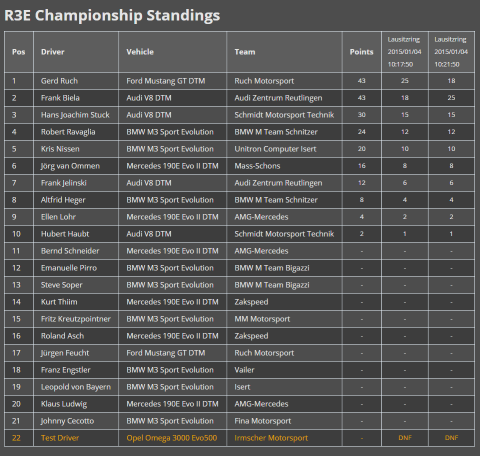 R3E Championship Standings
Pos Driver Vehicle Team Points Lausitzring 2015/01/04 10:17:50 Lausitzring 2015/01/04 10:21:50
1 Gerd Ruch Ford Mustang GT DTM Ruch Motorsport 43 25 18
2 Frank Biela Audi V8 DTM Audi Zentrum Reutlingen 43 18 25
3 Hans Joachim Stuck Audi V8 DTM Schmidt Motorsport Technik 30 15 15
4 Robert Ravaglia BMW M3 Sport Evolution BMW M Team Schnitzer 24 12 12
5 Kris Nissen BMW M3 Sport Evolution Unitron Computer Isert 20 10 10
6 Jörg van Ommen Mercedes 190E Evo II DTM Mass-Schons 16 8 8
7 Frank Jelinski Audi V8 DTM Audi Zentrum Reutlingen 12 6 6
8 Altfrid Heger BMW M3 Sport Evolution BMW M Team Schnitzer 8 4 4
9 Ellen Lohr Mercedes 190E Evo II DTM AMG-Mercedes 4 2 2
10 Hubert Haubt Audi V8 DTM Schmidt Motorsport Technik 2 1 1
11 Bernd Schneider Mercedes 190E Evo II DTM AMG-Mercedes - - -
12 Emanuelle Pirro BMW M3 Sport Evolution BMW M Team Bigazzi - - -
13 Steve Soper BMW M3 Sport Evolution BMW M Team Bigazzi - - -
14 Kurt Thiim Mercedes 190E Evo II DTM Zakspeed - - -
15 Fritz Kreutzpointner BMW M3 Sport Evolution MM Motorsport - - -
16 Roland Asch Mercedes 190E Evo II DTM Zakspeed - - -
17 Jürgen Feucht Ford Mustang GT DTM Ruch Motorsport - - -
18 Franz Engstler BMW M3 Sport Evolution Vailer - - -
19 Leopold von Bayern BMW M3 Sport Evolution Isert - - -
20 Klaus Ludwig Mercedes 190E Evo II DTM AMG-Mercedes - - -
21 Johnny Cecotto BMW M3 Sport Evolution Fina Motorsport - - -
22 Test Driver Opel Omega 3000 Evo500 Irmscher Motorsport - DNF DNF